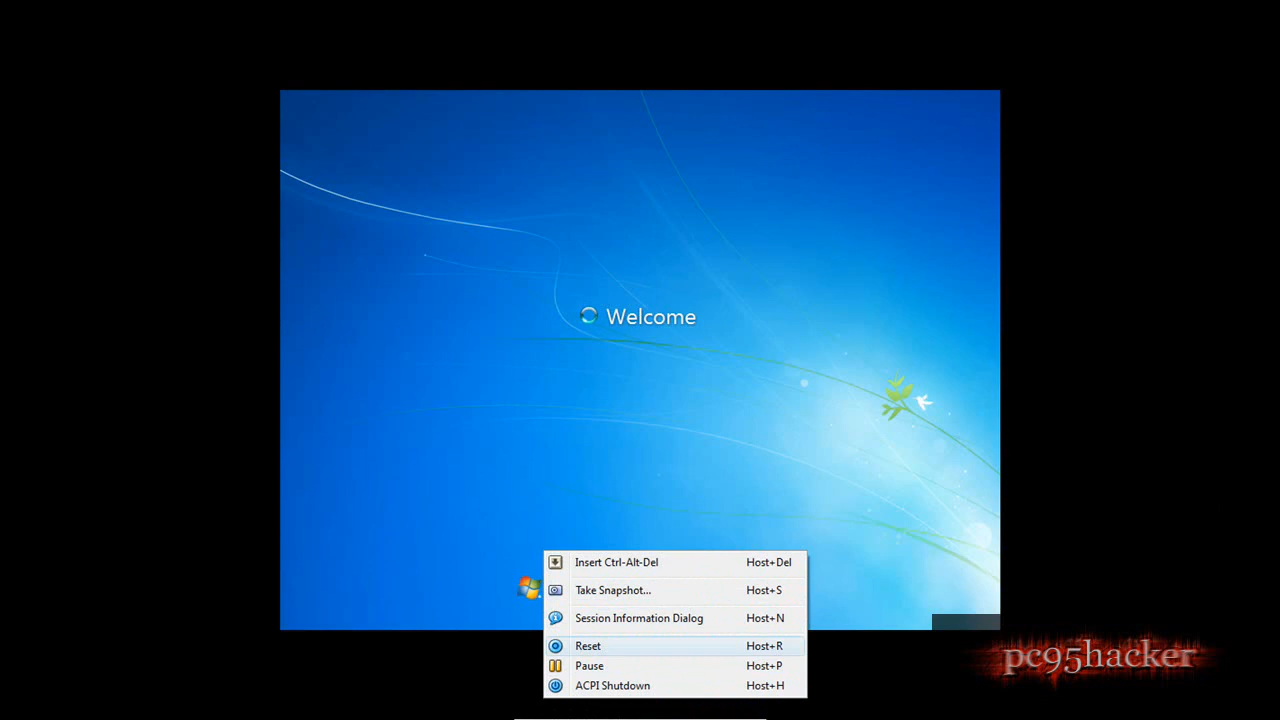 Welcome
Insert Ctrl-Alt-Del Host+Del
Take Snapshot... Host+S
Session Information Dialog Host+N
Reset Host+R
Pause Host+P
ACPI Shutdown Host+H
pc95hacker